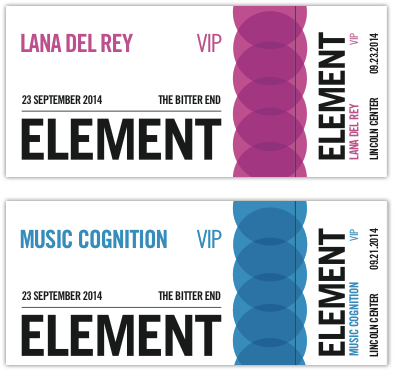 LANA DEL REY VIP
23 SEPTEMBER 2014 THE BITTER END
ELEMENT
ELEMENT
LANA DEL REY VIP
LINCOLN CENTER 09.23.2014
MUSIC COGNITION VIP
23 SEPTEMBER 2014 THE BITTER END
ELEMENT
ELEMENT
MUSIC COGNITION VIP
LINCOLN CENTER 09.21.2014